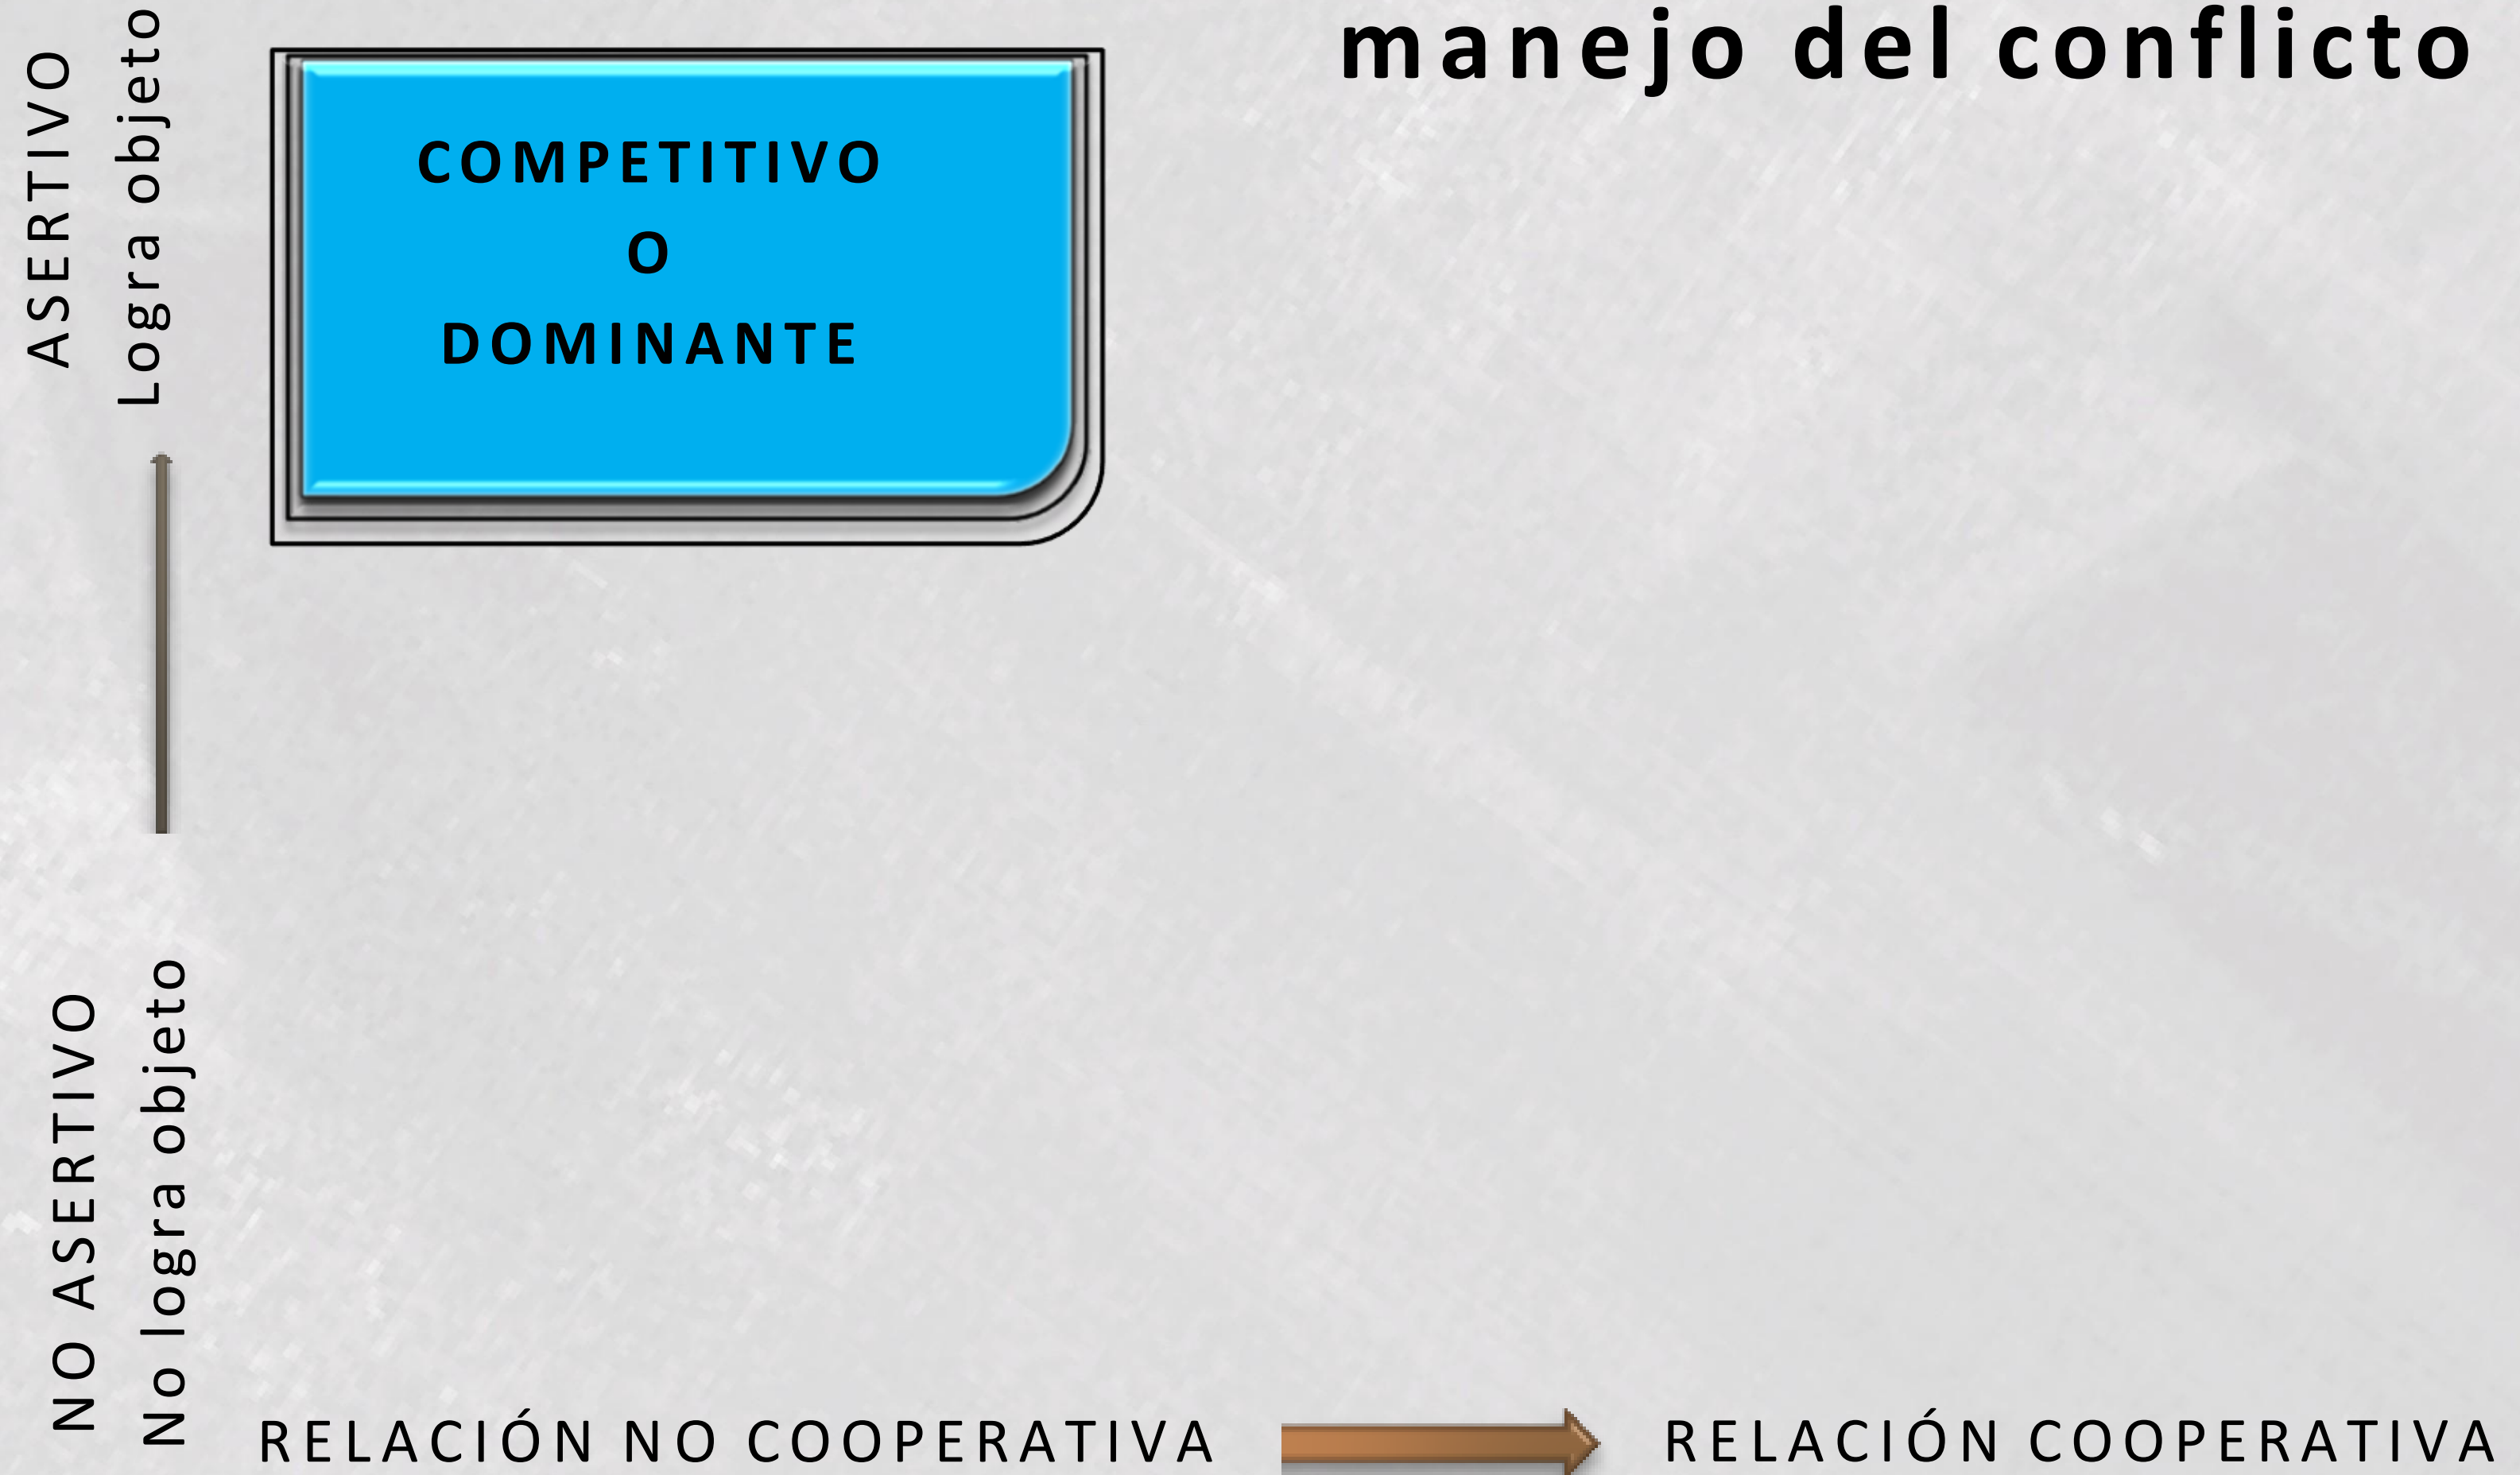 manejo del conflicto
ASERTIVO
Logra objeto
COMPETITIVO
O
DOMINANTE
NO ASERTIVO
No logra objeto
RELACIÓN NO COOPERATIVA
RELACIÓN COOPERATIVA